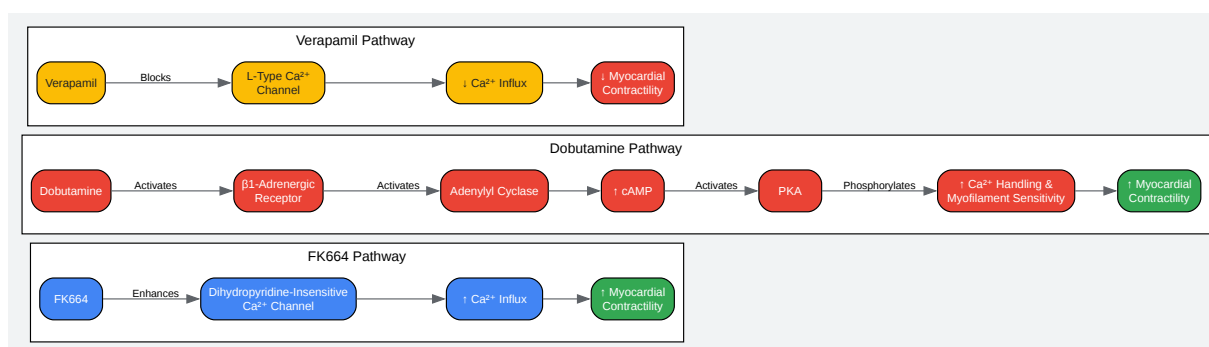 Verapamil Pathway
Verapamil
Blocks
L-Type Ca²⁺
Channel
↓ Ca²⁺ Influx
↓ Myocardial
Contractility
Dobutamine Pathway
Dobutamine
Activates
β1-Adrenergic
Receptor
Activates
Adenylyl Cyclase
↑ cAMP
Activates
PKA
Phosphorylates
↑ Ca²⁺ Handling &
Myofilament Sensitivity
↑ Myocardial
Contractility
FK664 Pathway
FK664
Enhances
Dihydropyridine-Insensitive
Ca²⁺ Channel
↑ Ca²⁺ Influx
↑ Myocardial
Contractility